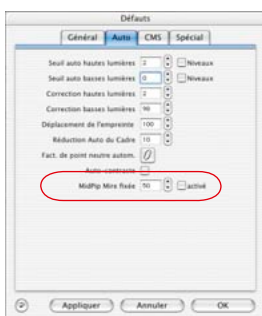 Défauts
Général Auto CMS Spécial
Seuil auto hautes lumières 2 Niveaux
Seuil auto basses lumières 0 Niveaux
Correction hautes lumières 2
Correction basses lumières 98
Déplacement de l'empreinte 100
Réduction Auto du Cadre 10
Fact. de point neutre autom.
Auto-contraste
MidPip Mire fixée 50 activé
Appliquer Annuler OK